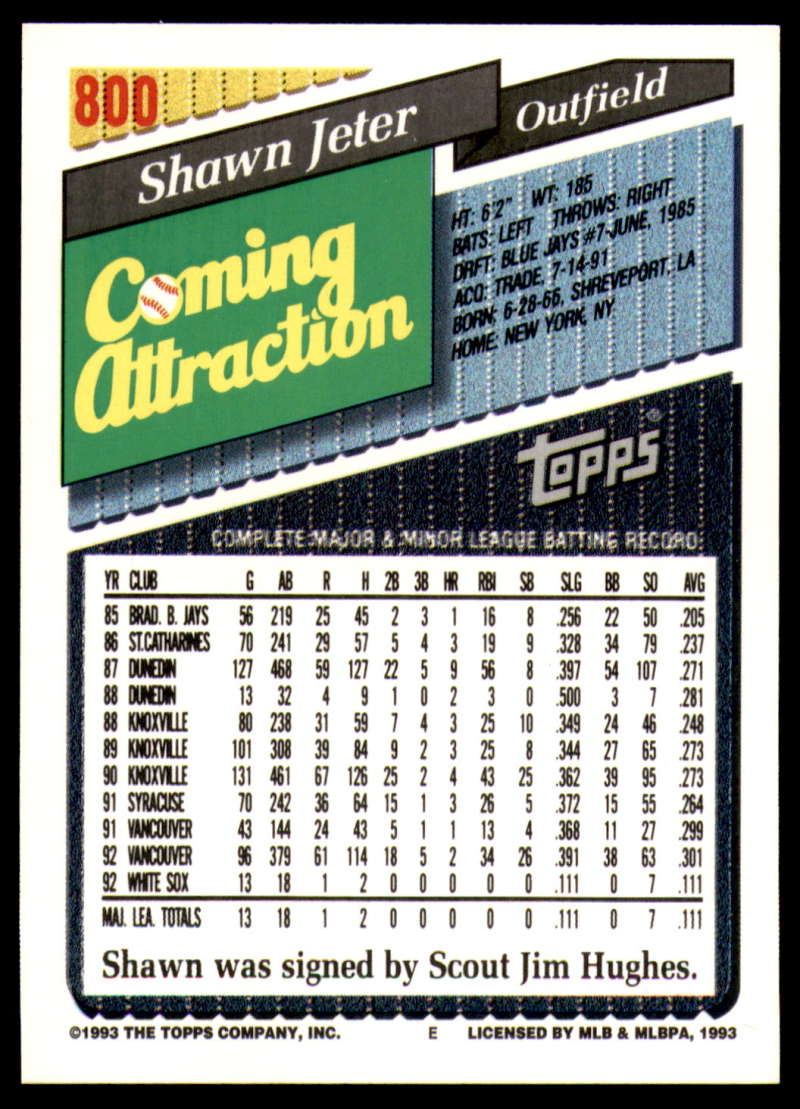 800
Shawn Jeter
Outfield
Coming
Attraction
HT: 6'2" WT: 185
BATS: LEFT THROWS: RIGHT
DRFT: BLUE JAYS #7-JUNE, 1985
ACQ: TRADE, 7-14-91
BORN: 6-28-66, SHREVEPORT, LA
HOME: NEW YORK, NY
Topps®
COMPLETE MAJOR & MINOR LEAGUE BATTING RECORD
YR CLUB G AB R H 2B 3B HR RBI SB SLG BB SO AVG
85 BRAD. B. JAYS 56 219 25 45 2 3 1 16 8 .256 22 50 .205
86 ST.CATHARINES 70 241 29 57 5 4 3 19 9 .328 34 79 .237
87 DUNEDIN 127 468 59 127 22 5 9 56 8 .397 54 107 .271
88 DUNEDIN 13 32 4 9 1 0 2 3 0 .500 3 7 .281
88 KNOXVILLE 80 238 31 59 7 4 3 25 10 .349 24 46 .248
89 KNOXVILLE 101 308 39 84 9 2 3 25 8 .344 27 65 .273
90 KNOXVILLE 131 461 67 126 25 2 4 43 25 .362 39 95 .273
91 SYRACUSE 70 242 36 64 15 1 3 26 5 .372 15 55 .264
91 VANCOUVER 43 144 24 43 5 1 1 13 4 .368 11 27 .299
92 VANCOUVER 96 379 61 114 18 5 2 34 26 .391 38 63 .301
92 WHITE SOX 13 18 1 2 0 0 0 0 0 .111 0 7 .111
MAJ. LEA. TOTALS 13 18 1 2 0 0 0 0 0 .111 0 7 .111
Shawn was signed by Scout Jim Hughes.
©1993 THE TOPPS COMPANY, INC. E LICENSED BY MLB & MLBPA, 1993